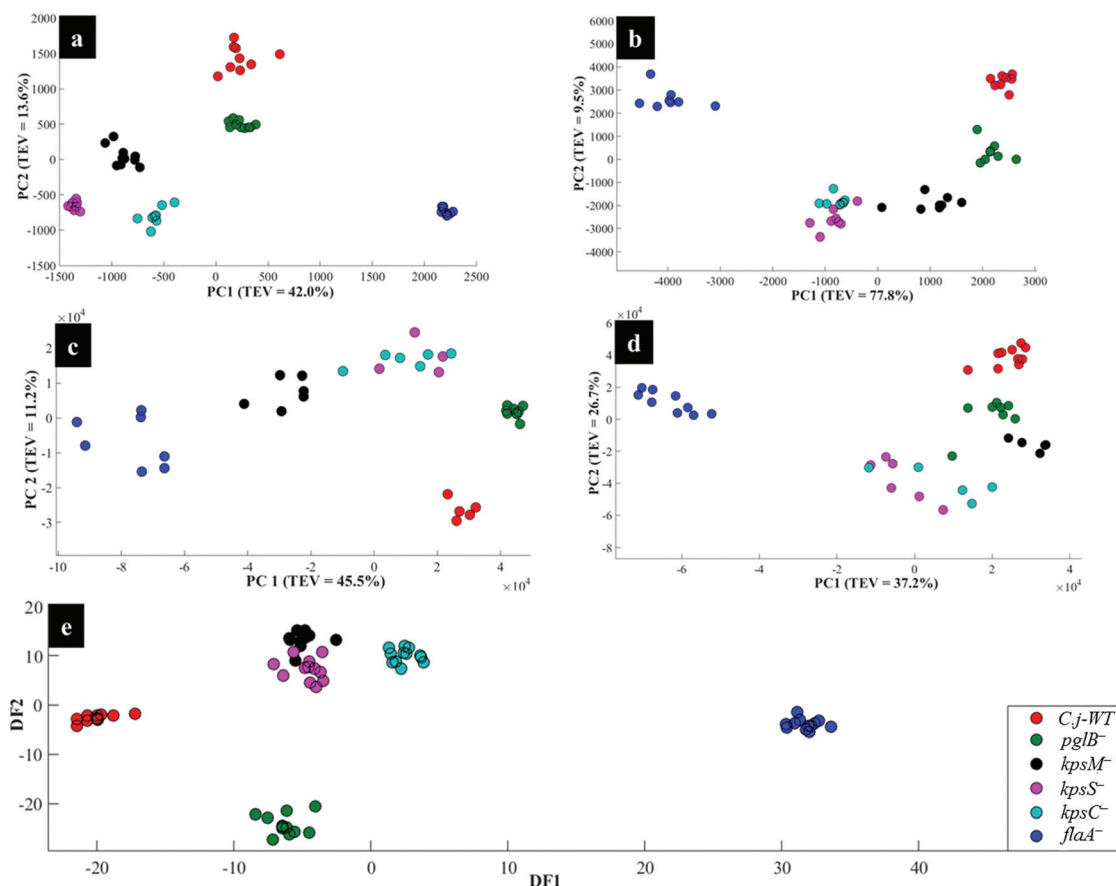 a
2000
1500
1000
500
0
-500
-1000
-1500
PC2 (TEV = 13.6%)
-1500 -1000 -500 0 500 1000 1500 2000 2500
PC1 (TEV = 42.0%)
b
6000
5000
4000
3000
2000
1000
0
-1000
-2000
-3000
-4000
PC2 (TEV = 9.5%)
-5000 -4000 -3000 -2000 -1000 0 1000 2000 3000
PC1 (TEV = 77.8%)
c
×10⁴
2
1
0
-1
-2
-3
PC 2 (TEV = 11.2%)
-10 -8 -6 -4 -2 0 2 4
PC 1 (TEV = 45.5%)
×10⁴
d
×10⁴
6
4
2
0
-2
-4
-6
-8
PC2 (TEV = 26.7%)
-6 -4 -2 0 2 4
PC1 (TEV = 37.2%)
×10⁴
e
20
10
0
-10
-20
DF2
-20 -10 0 10 20 30 40
DF1
C.j-WT
pglB⁻
kpsM⁻
kpsS⁻
kpsC⁻
flaA⁻